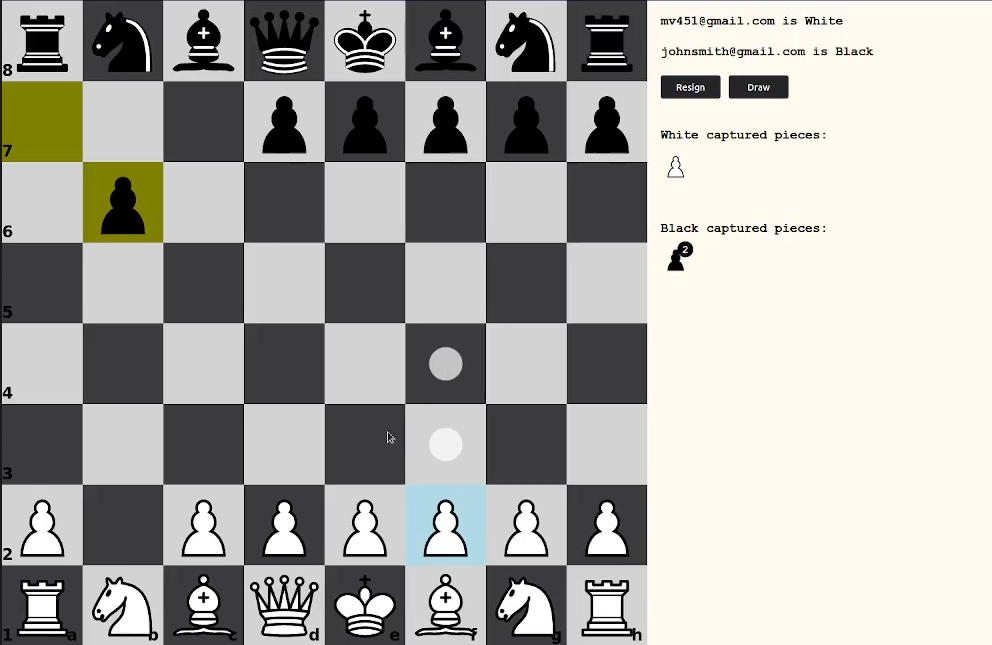 mv451@gmail.com is White
johnsmith@gmail.com is Black
Resign Draw
White captured pieces:
Black captured pieces:
2
8
7
6
5
4
3
2
1 a b c d e f g h